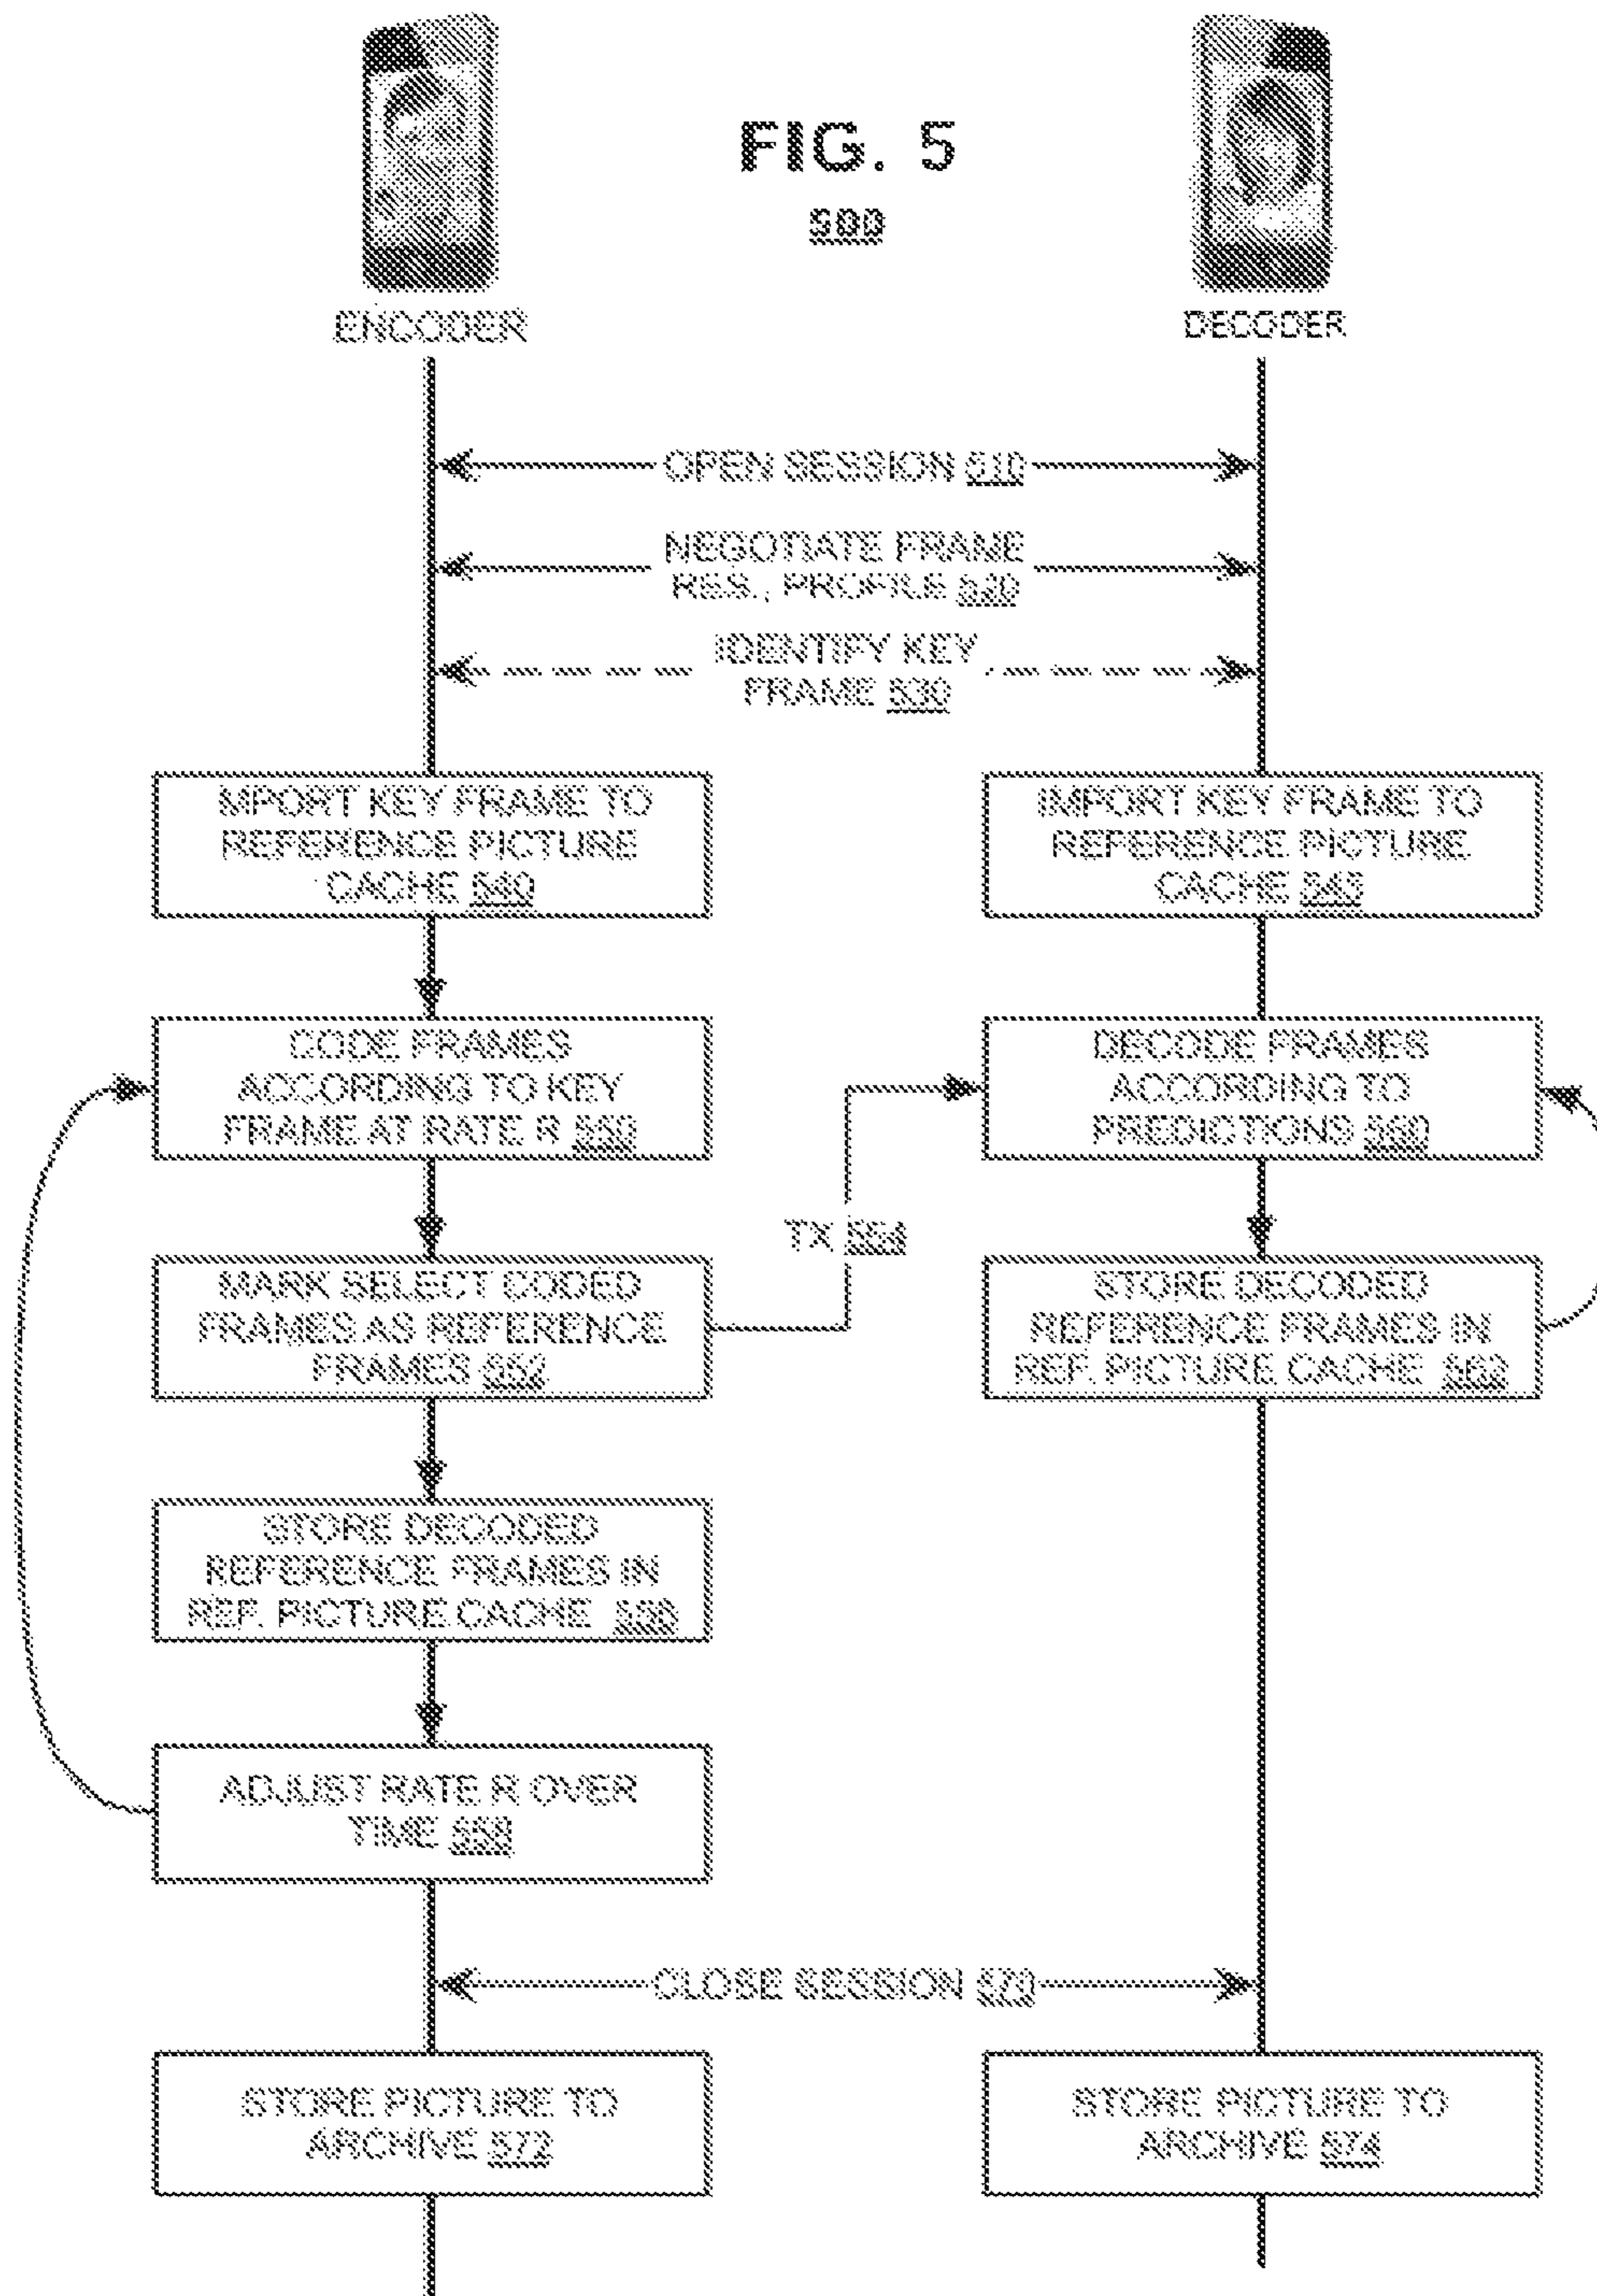 FIG. 5
500
ENCODER
DECODER
OPEN SESSION 510
NEGOTIATE FRAME
RES., PROFILE 520
IDENTIFY KEY
FRAME 530
MPORT KEY FRAME TO
REFERENCE PICTURE
CACHE 540
IMPORT KEY FRAME TO
REFERENCE PICTURE
CACHE 545
CODE FRAMES
ACCORDING TO KEY
FRAME AT RATE R 550
DECODE FRAMES
ACCORDING TO
PREDICTIONS 560
TX 554
MARK SELECT CODED
FRAMES AS REFERENCE
FRAMES 552
STORE DECODED
REFERENCE FRAMES IN
REF. PICTURE CACHE 562
STORE DECODED
REFERENCE FRAMES IN
REF. PICTURE CACHE
ADJUST RATE R OVER
TIME 558
CLOSE SESSION 570
STORE PICTURE TO
ARCHIVE 572
STORE PICTURE TO
ARCHIVE 574